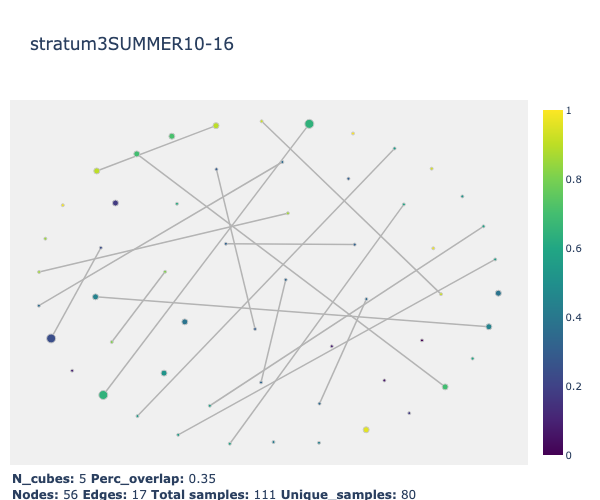 stratum3SUMMER10-16
1
0.8
0.6
0.4
0.2
0
N_cubes: 5 Perc_overlap: 0.35
Nodes: 56 Edges: 17 Total samples: 111 Unique_samples: 80